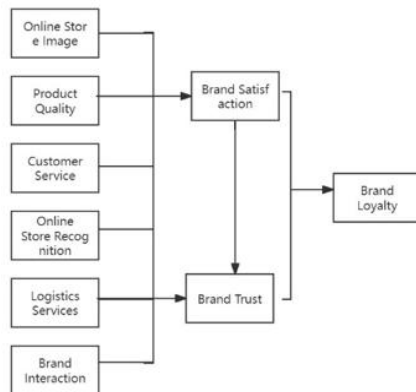 Online Stor
e Image
Product
Quality
Customer
Service
Online
Store Recog
nition
Logistics
Services
Brand
Interaction
Brand Satisf
action
Brand Trust
Brand
Loyalty